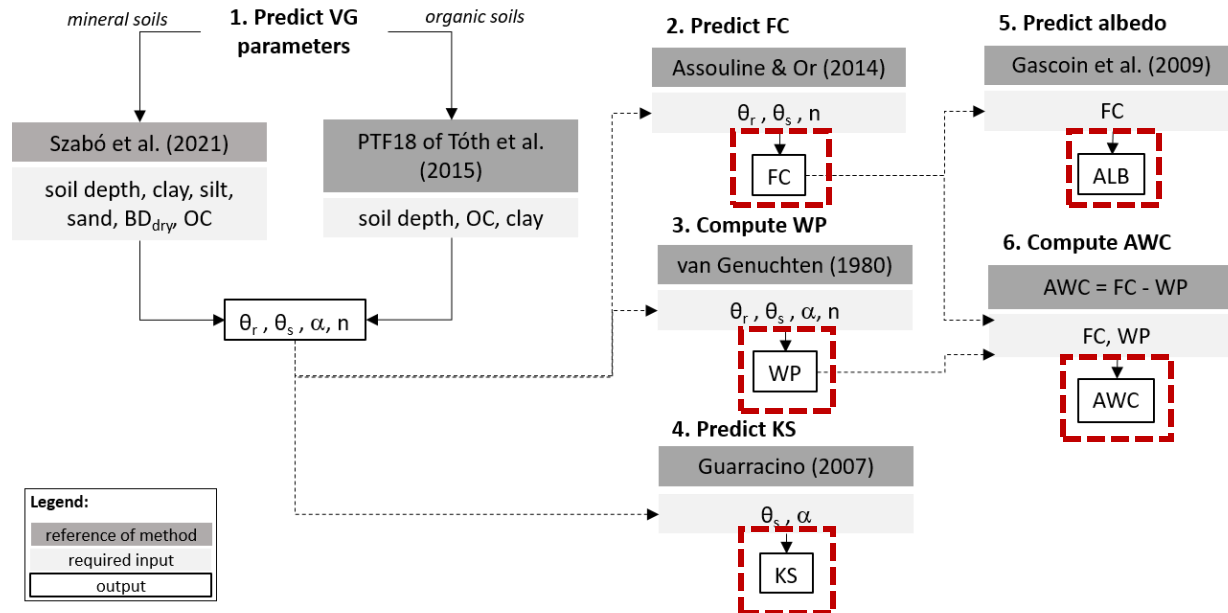 mineral soils
1. Predict VG
parameters
organic soils
Szabó et al. (2021)
soil depth, clay, silt,
sand, BDdry, OC
PTF18 of Tóth et al.
(2015)
soil depth, OC, clay
θr , θs , α, n
2. Predict FC
Assouline & Or (2014)
θr , θs , n
FC
3. Compute WP
van Genuchten (1980)
θr , θs , α, n
WP
4. Predict KS
Guarracino (2007)
θs , α
KS
5. Predict albedo
Gascoin et al. (2009)
FC
ALB
6. Compute AWC
AWC = FC - WP
FC, WP
AWC
Legend:
reference of method
required input
output